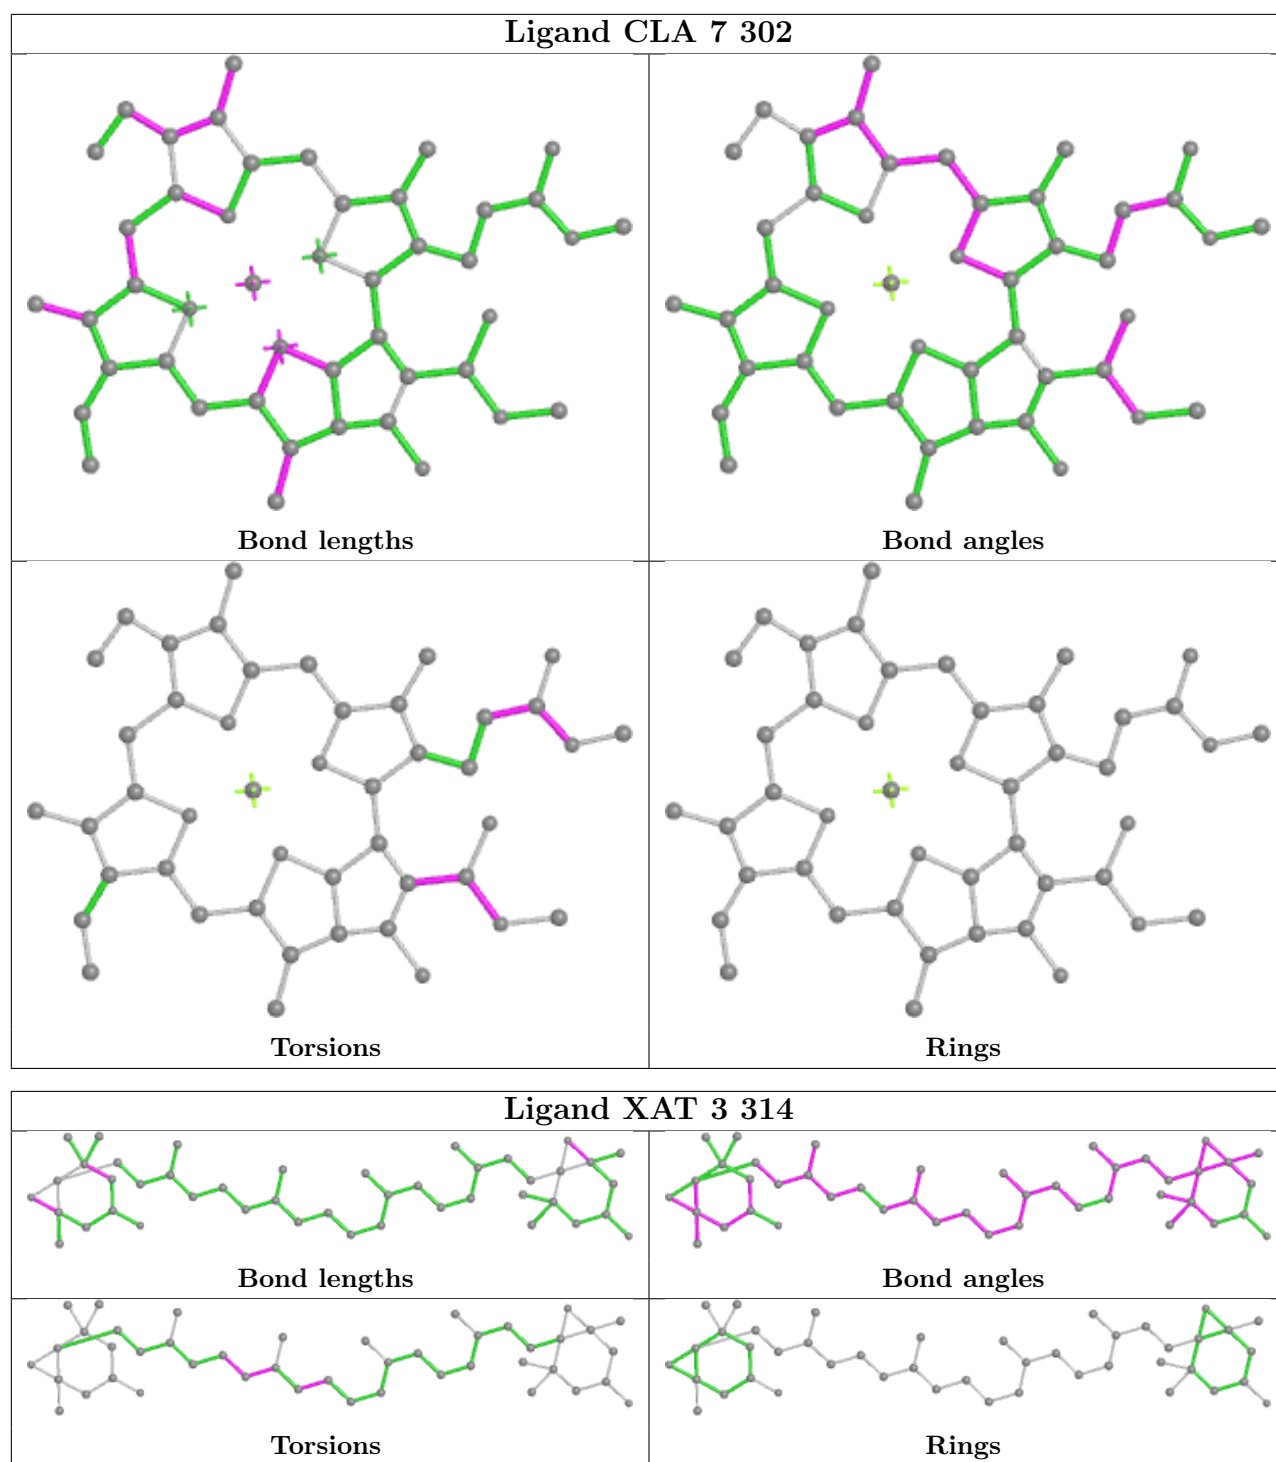 Ligand CLA 7 302
Bond lengths
Bond angles
Torsions
Rings
Ligand XAT 3 314
Bond lengths
Bond angles
Torsions
Rings